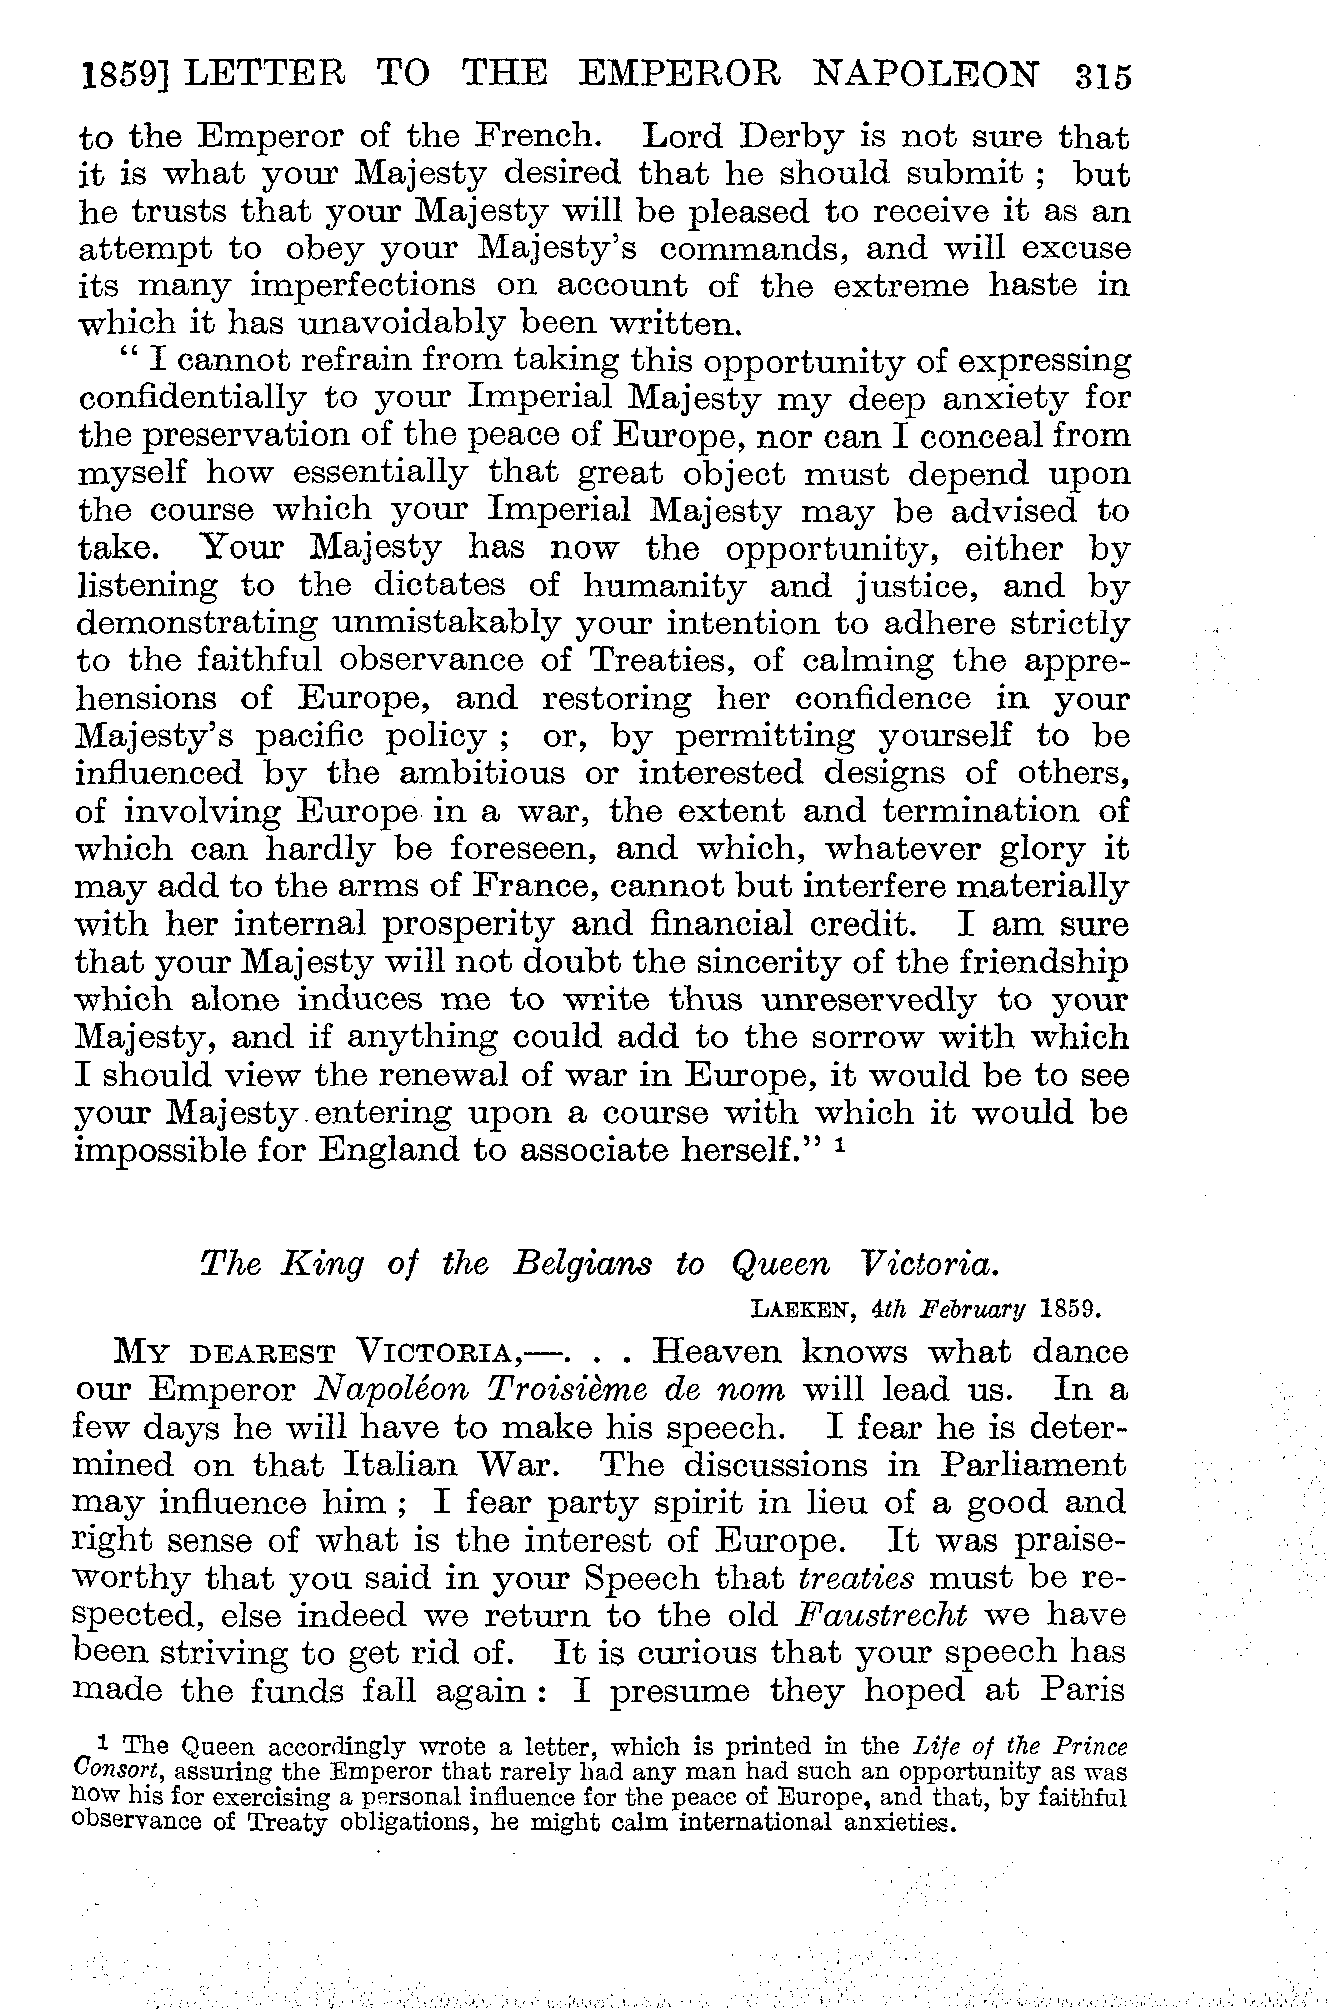 1859] LETTER TO THE EMPEROR NAPOLEON 315
to the Emperor of the French. Lord Derby is not sure that
it is what your Majesty desired that he should submit ; but
he trusts that your Majesty will be pleased to receive it as an
attempt to obey your Majesty's commands, and will excuse
its many imperfections on account of the extreme haste in
which it has unavoidably been written.
“ I cannot refrain from taking this opportunity of expressing
confidentially to your Imperial Majesty my deep anxiety for
the preservation of the peace of Europe, nor can I conceal from
myself how essentially that great object must depend upon
the course which your Imperial Majesty may be advised to
take. Your Majesty has now the opportunity, either by
listening to the dictates of humanity and justice, and by
demonstrating unmistakably your intention to adhere strictly
to the faithful observance of Treaties, of calming the appre-
hensions of Europe, and restoring her confidence in your
Majesty's pacific policy ; or, by permitting yourself to be
influenced by the ambitious or interested designs of others,
of involving Europe in a war, the extent and termination of
which can hardly be foreseen, and which, whatever glory it
may add to the arms of France, cannot but interfere materially
with her internal prosperity and financial credit. I am sure
that your Majesty will not doubt the sincerity of the friendship
which alone induces me to write thus unreservedly to your
Majesty, and if anything could add to the sorrow with which
I should view the renewal of war in Europe, it would be to see
your Majesty entering upon a course with which it would be
impossible for England to associate herself.” 1
The King of the Belgians to Queen Victoria.
LAEKEN, 4th February 1859.
MY DEAREST VICTORIA,—. . . Heaven knows what dance
our Emperor Napoléon Troisième de nom will lead us. In a
few days he will have to make his speech. I fear he is deter-
mined on that Italian War. The discussions in Parliament
may influence him ; I fear party spirit in lieu of a good and
right sense of what is the interest of Europe. It was praise-
worthy that you said in your Speech that treaties must be re-
spected, else indeed we return to the old Faustrecht we have
been striving to get rid of. It is curious that your speech has
made the funds fall again : I presume they hoped at Paris
1 The Queen accordingly wrote a letter, which is printed in the Life of the Prince
Consort, assuring the Emperor that rarely had any man had such an opportunity as was
now his for exercising a personal influence for the peace of Europe, and that, by faithful
observance of Treaty obligations, he might calm international anxieties.